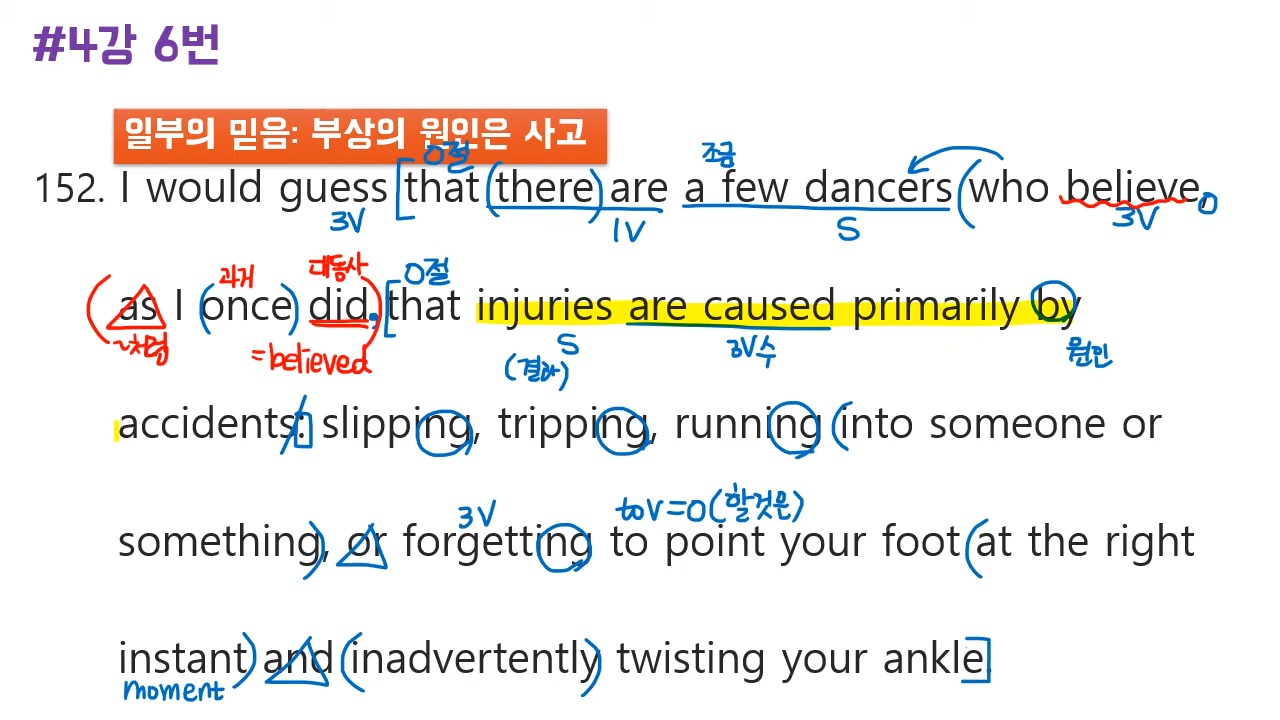 #4강 6번
일부의 믿음: 부상의 원인은 사고
O절 조금
152. I would guess that there are a few dancers who believe,
3V 1V S 3V O
과거 대동사 O절
as I once did, that injuries are caused primarily by
~처럼 =believed S 3V수 원인
(결과)
accidents: slipping, tripping, running into someone or
3V toV=O(할것은)
something, or forgetting to point your foot at the right
instant and inadvertently twisting your ankle.
moment